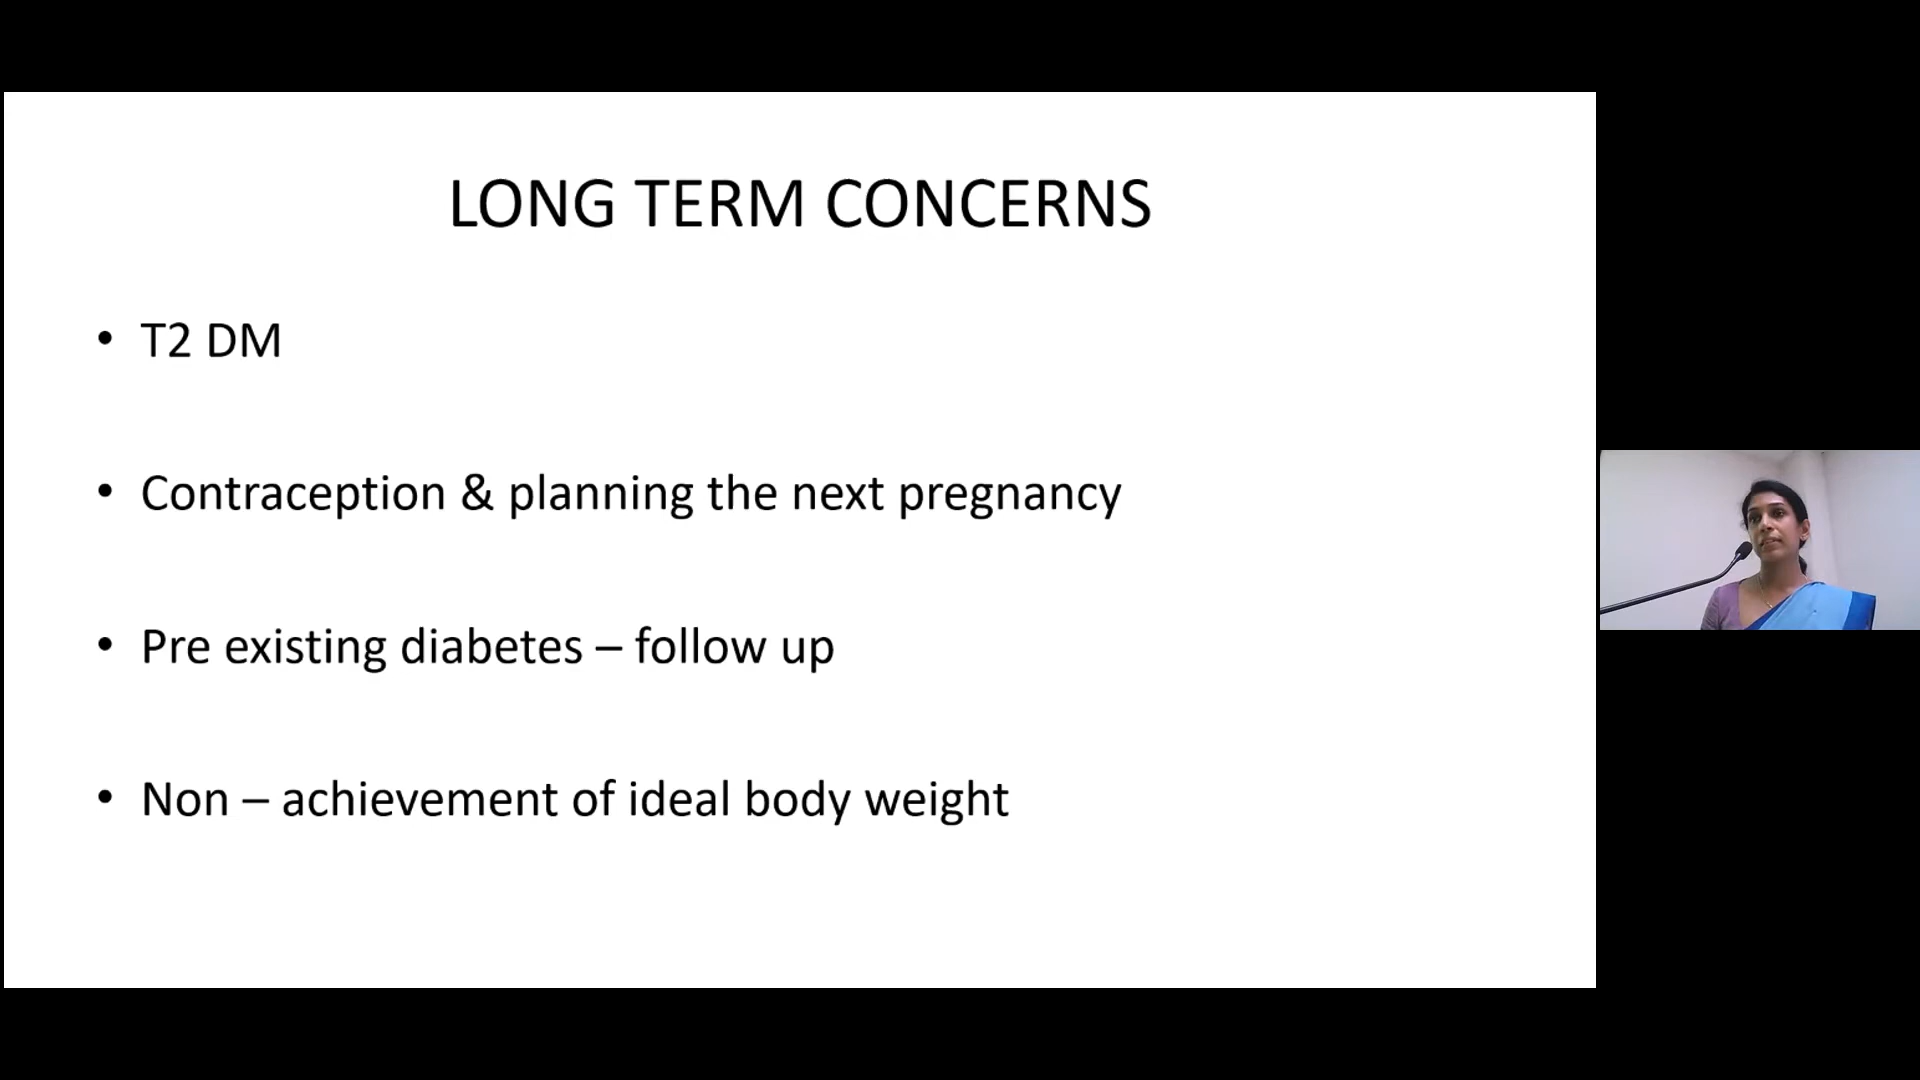 LONG TERM CONCERNS
• T2 DM
• Contraception & planning the next pregnancy
• Pre existing diabetes – follow up
• Non – achievement of ideal body weight